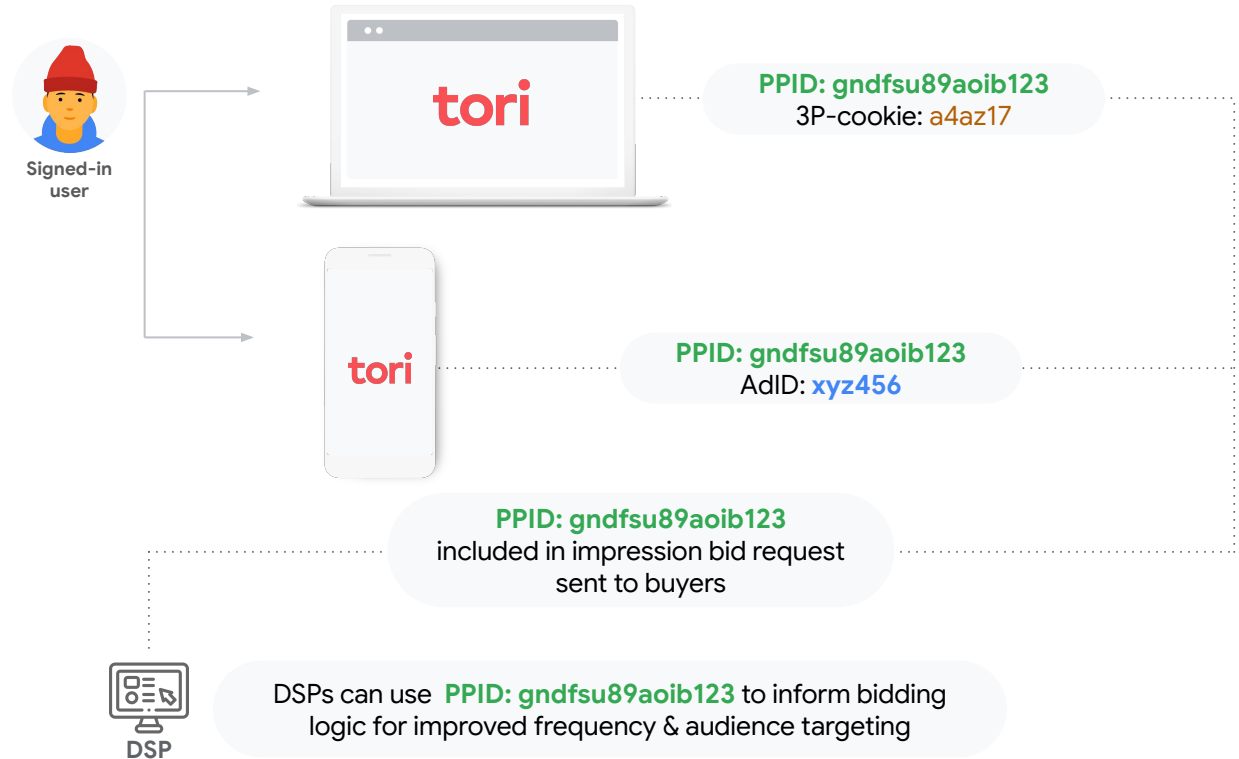 Signed-in
user
tori
PPID: gndfsu89aoib123
3P-cookie: a4az17
tori
PPID: gndfsu89aoib123
AdID: xyz456
PPID: gndfsu89aoib123
included in impression bid request
sent to buyers
DSP
DSPs can use PPID: gndfsu89aoib123 to inform bidding
logic for improved frequency & audience targeting